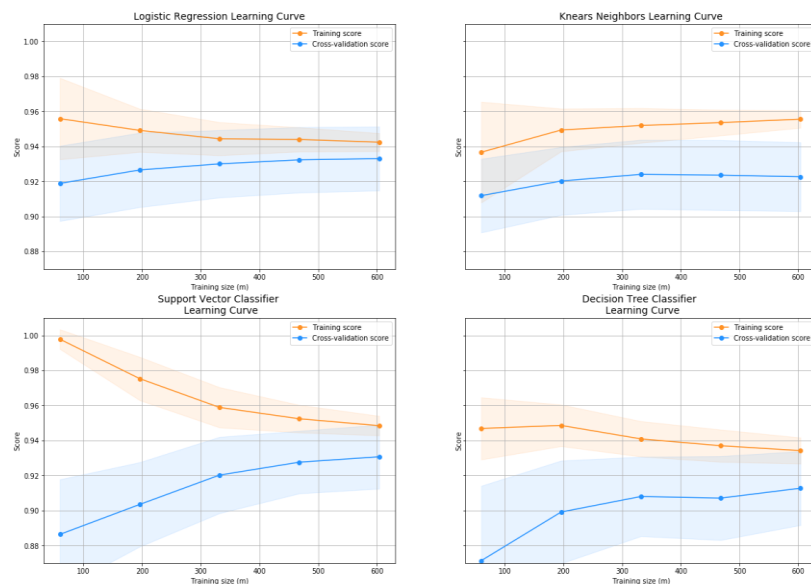 Logistic Regression Learning Curve
Training score
Cross-validation score
1.00
0.98
0.96
0.94
0.92
0.90
0.88
Score
100 200 300 400 500 600
Training size (m)
Knears Neighbors Learning Curve
Training score
Cross-validation score
Score
100 200 300 400 500 600
Training size (m)
Support Vector Classifier
Learning Curve
Training score
Cross-validation score
1.00
0.98
0.96
0.94
0.92
0.90
0.88
Score
100 200 300 400 500 600
Training size (m)
Decision Tree Classifier
Learning Curve
Training score
Cross-validation score
Score
100 200 300 400 500 600
Training size (m)